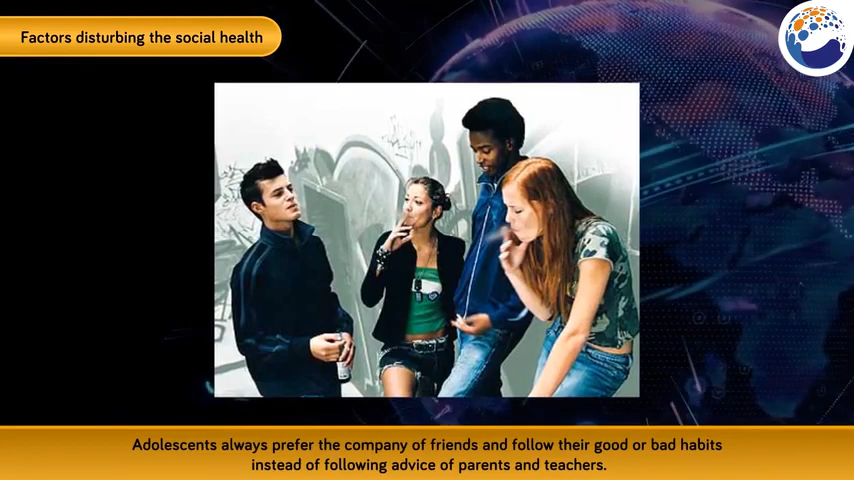 Factors disturbing the social health
Adolescents always prefer the company of friends and follow their good or bad habits
instead of following advice of parents and teachers.